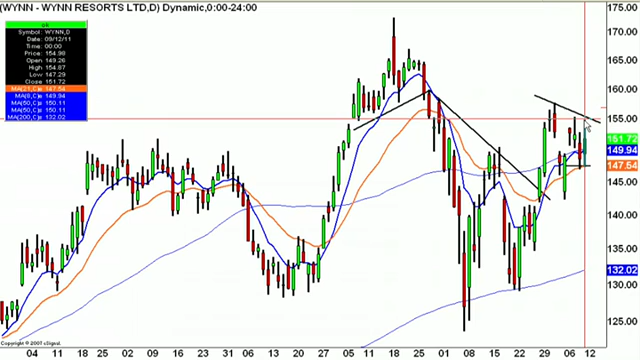 (WYNN - WYNN RESORTS LTD,D) Dynamic,0:00-24:00
ok
Symbol: WYNN,D
Date: 09/12/11
Time: 00:00
Price: 154.98
Open 149.26
High 154.87
Low 147.29
Close 151.72
MA(21,C)= 147.54
MA(8,C)= 149.94
MA(50,C)= 150.11
MA(50,C)= 150.11
MA(200,C)= 132.02
175.00
170.00
165.00
160.00
155.00
151.72
149.94
147.54
145.00
140.00
135.00
132.02
130.00
125.00
Copyright © 2007 eSignal.
04 11 18 25 31 06 13 20 27 05 11 18 25 01 08 15 22 29 06 12